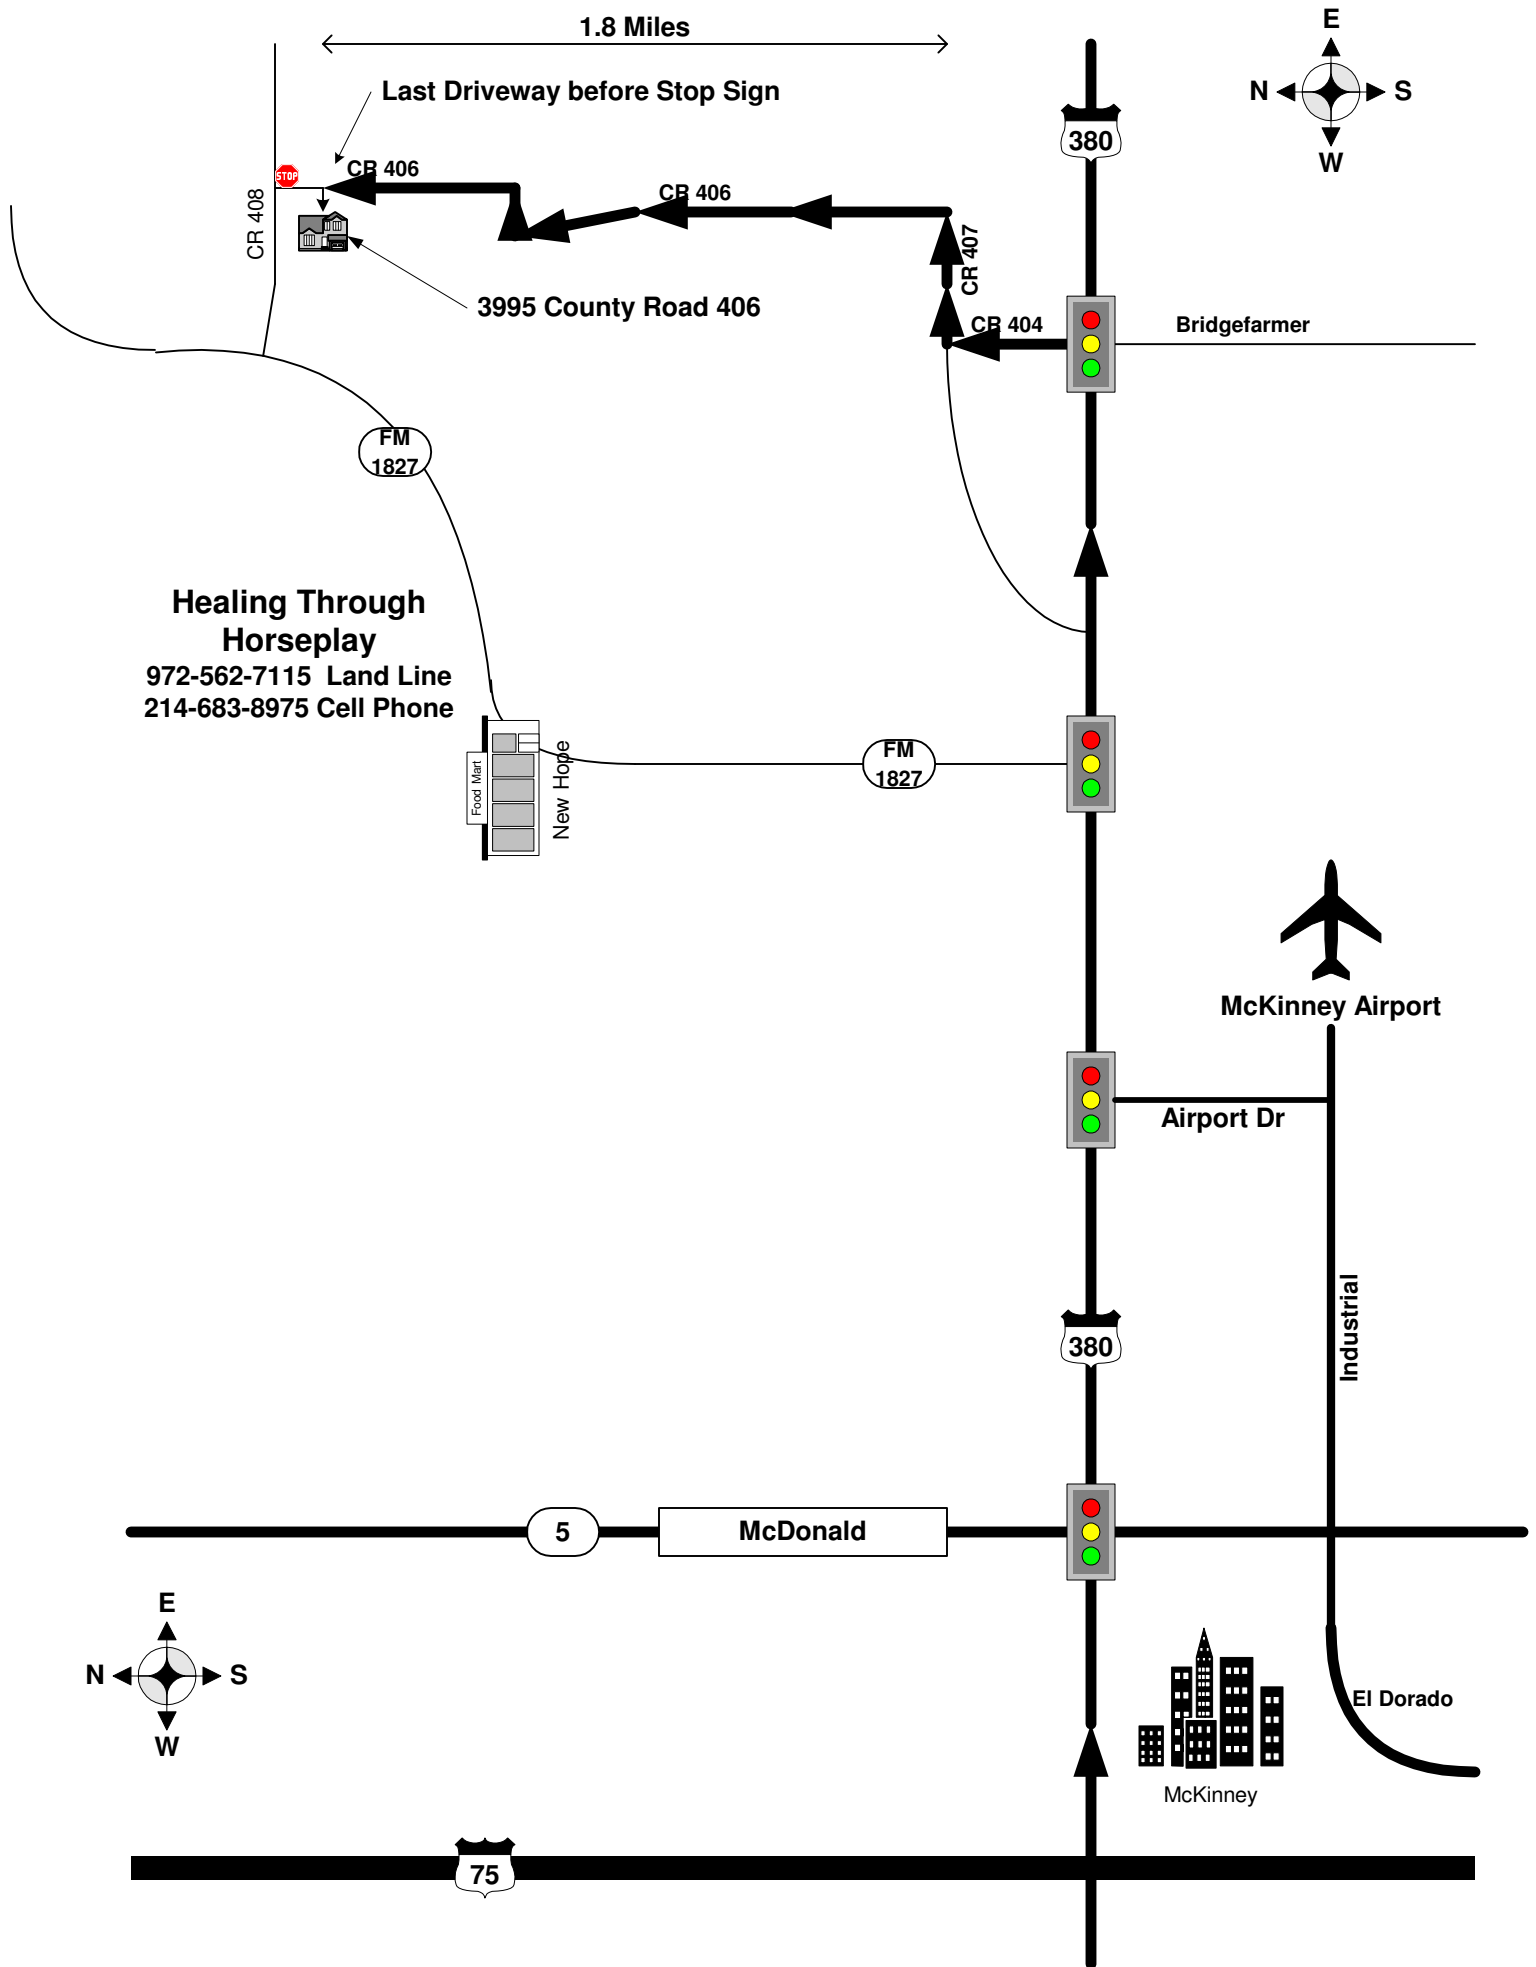 1.8 Miles
E
N
S
W
Last Driveway before Stop Sign
380
STOP
CR 406
CR 406
CR 408
CR 407
3995 County Road 406
CR 404
Bridgefarmer
FM
1827
Healing Through
Horseplay
972-562-7115 Land Line
214-683-8975 Cell Phone
Food Mart
New Hope
FM
1827
McKinney Airport
Airport Dr
Industrial
380
5
McDonald
E
N
S
W
El Dorado
McKinney
75